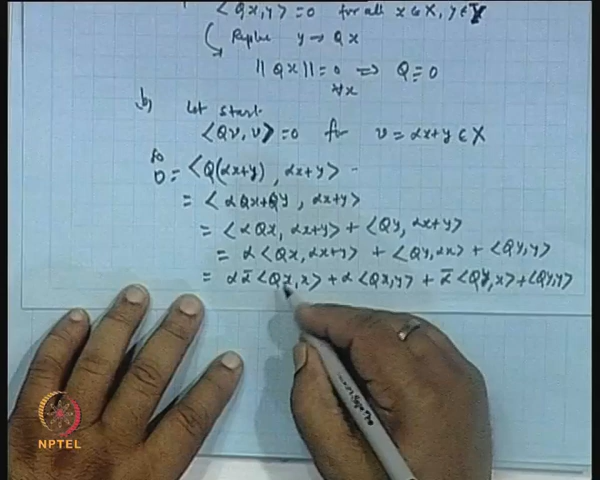 ⟨Qx, y⟩ = 0 for all x ∈ X, y ∈ Y
Replace y → Qx
||Qx|| = 0 ⟹ Q ≡ 0
∀x
b) Let start
⟨Qv, v⟩ = 0 for v = αx+y ∈ X
so 0 = ⟨Q(αx+y), αx+y⟩
= ⟨αQx+Qy, αx+y⟩
= ⟨αQx, αx+y⟩ + ⟨Qy, αx+y⟩
= α⟨Qx, αx+y⟩ + ⟨Qy, αx⟩ + ⟨Qy, y⟩
= αᾱ⟨Qx, x⟩ + α⟨Qx, y⟩ + ᾱ⟨Qy, x⟩ + ⟨Qy, y⟩
NPTEL